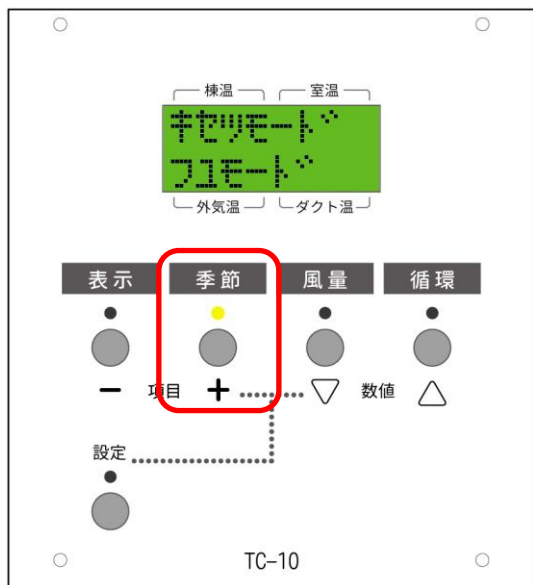 棟温 室温
キセツモード
フユモード
外気温 ダクト温
表示 季節 風量 循環
− 項目 + ▽ 数値 △
設定
TC-10